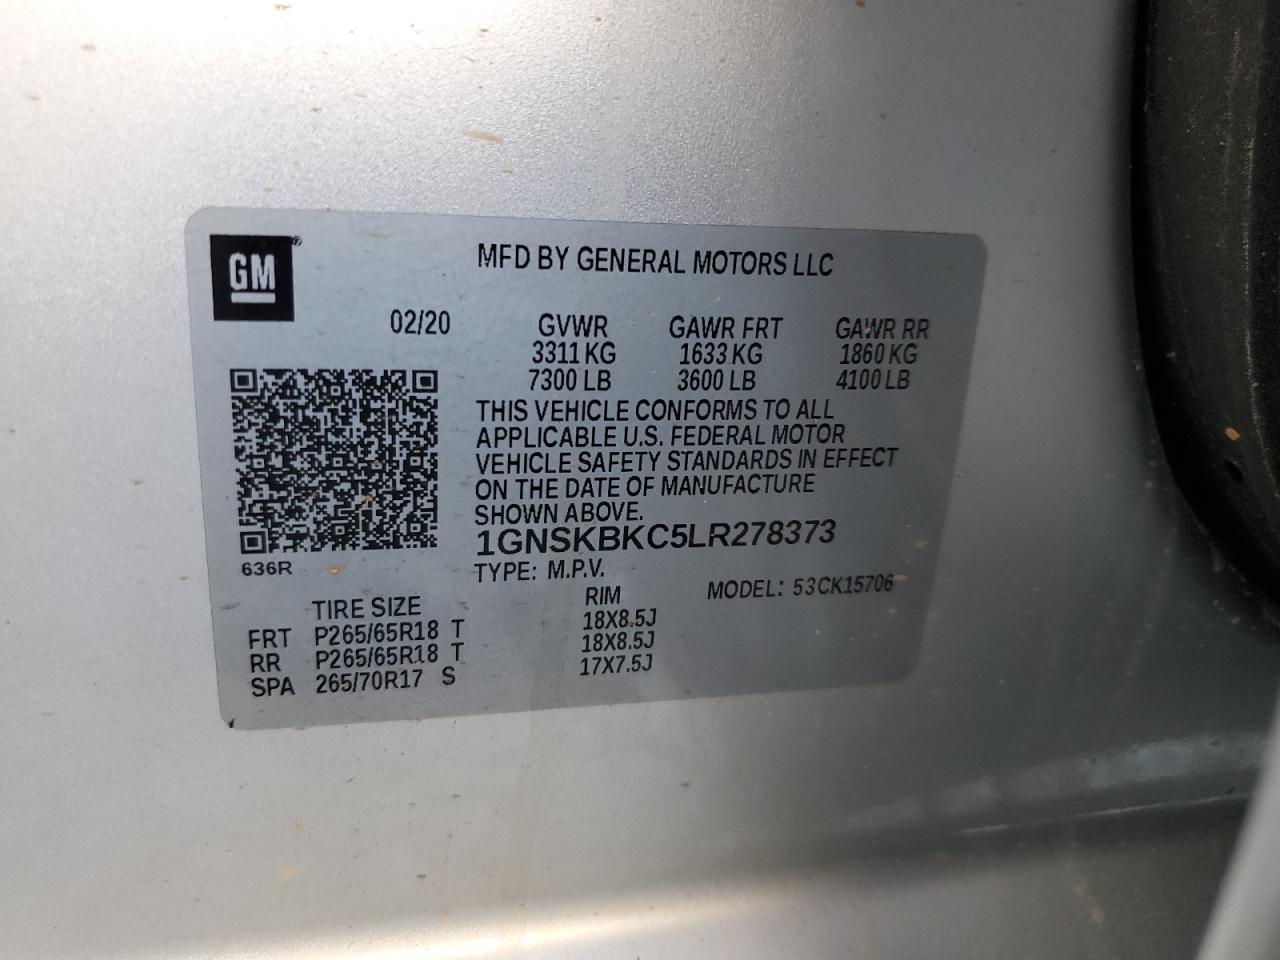 GM®
MFD BY GENERAL MOTORS LLC
02/20
GVWR GAWR FRT GAWR RR
3311 KG 1633 KG 1860 KG
7300 LB 3600 LB 4100 LB
THIS VEHICLE CONFORMS TO ALL
APPLICABLE U.S. FEDERAL MOTOR
VEHICLE SAFETY STANDARDS IN EFFECT
ON THE DATE OF MANUFACTURE
SHOWN ABOVE.
1GNSKBKC5LR278373
636R
TYPE: M.P.V.
MODEL: 53CK15706
TIRE SIZE RIM
FRT P265/65R18 T 18X8.5J
RR P265/65R18 T 18X8.5J
SPA 265/70R17 S 17X7.5J